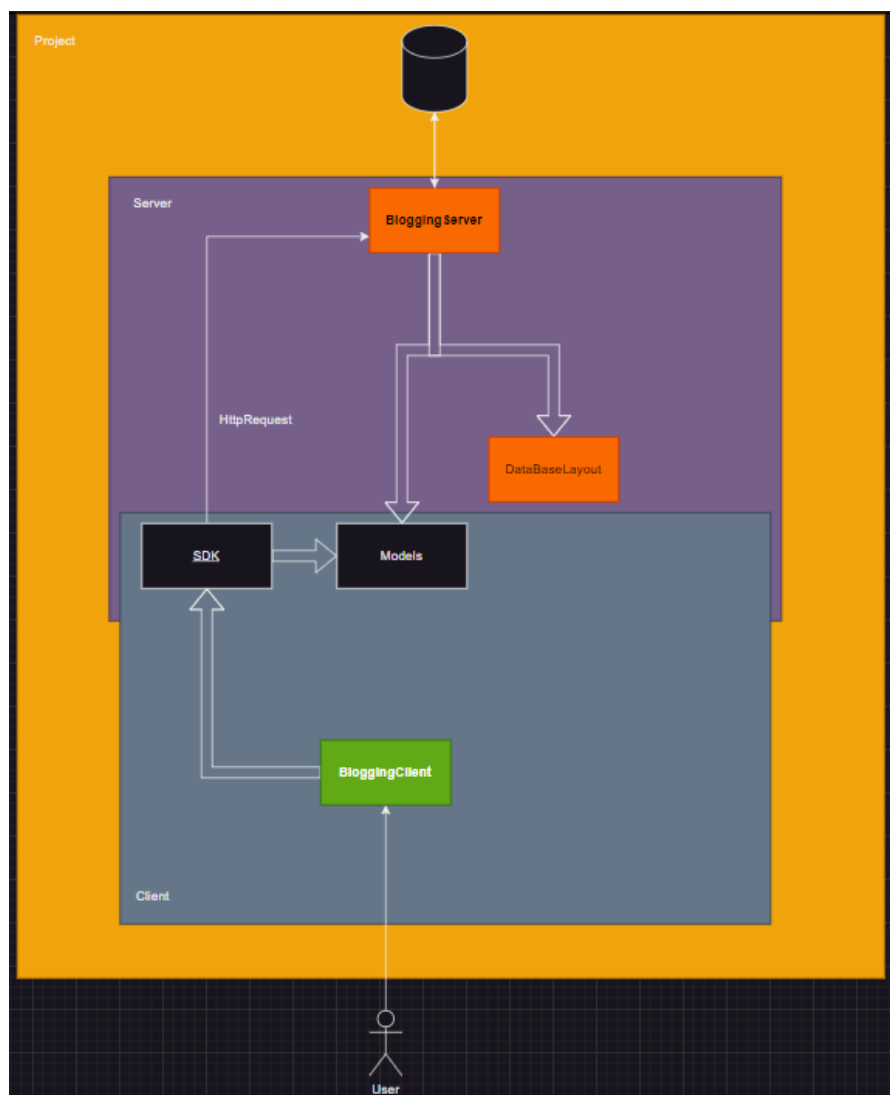 Project
Server
BloggingServer
HttpRequest
DataBaseLayout
SDK
Models
BloggingClient
Client
User